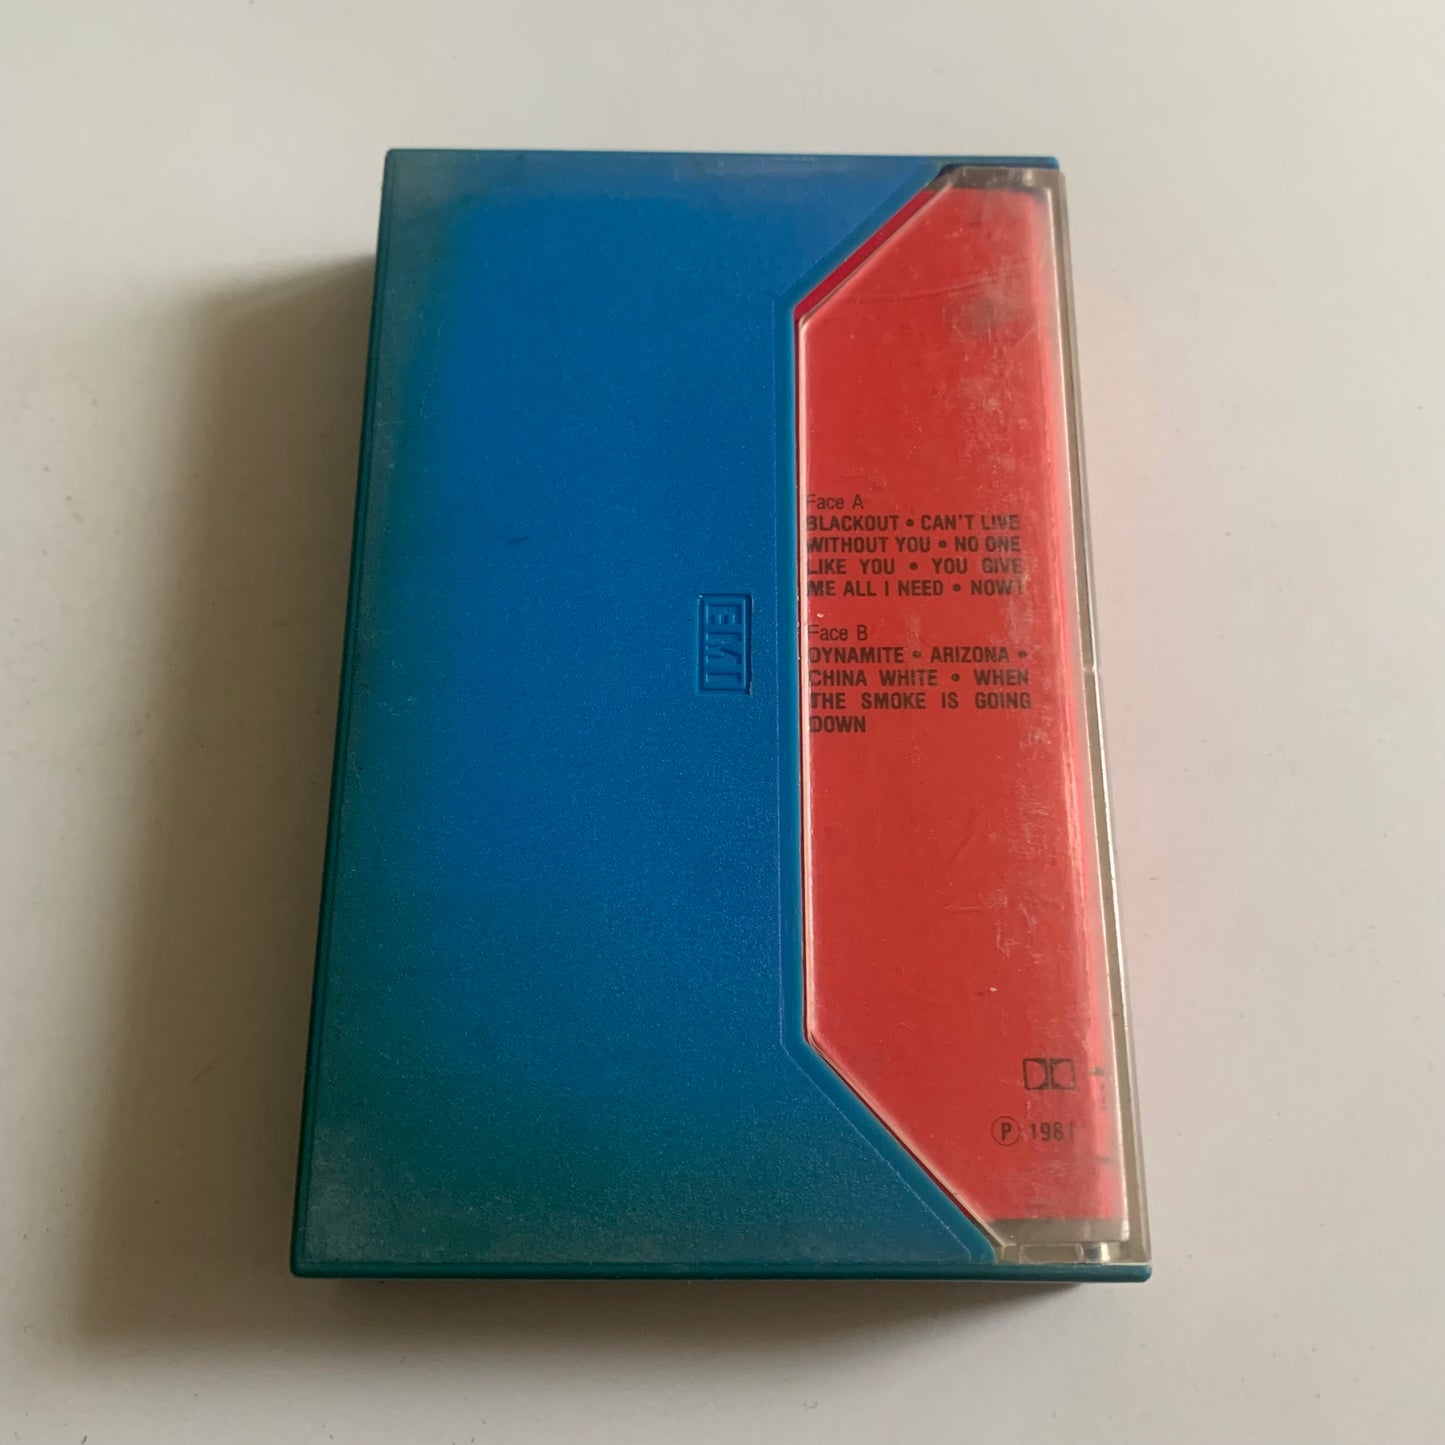 EMI
Face A
BLACKOUT • CAN'T LIVE
WITHOUT YOU • NO ONE
LIKE YOU • YOU GIVE
ME ALL I NEED • NOW!
Face B
DYNAMITE • ARIZONA •
CHINA WHITE • WHEN
THE SMOKE IS GOING
DOWN
Ⓟ 1981